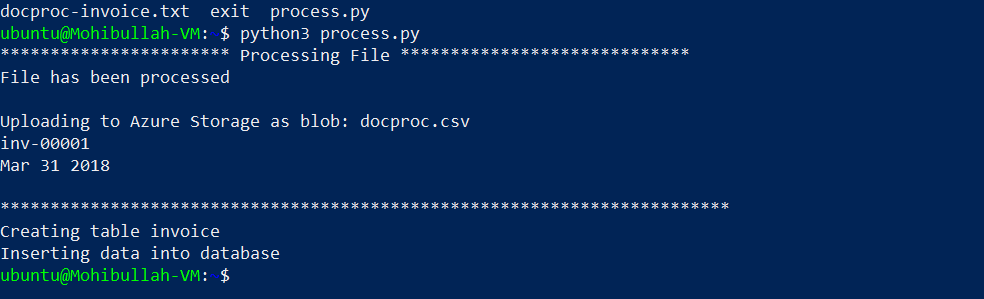 docproc-invoice.txt  exit  process.py
ubuntu@Mohibullah-VM: $ python3 process.py
*********************** Processing File *****************************
File has been processed
Uploading to Azure Storage as blob: docproc.csv
inv-00001
Mar 31 2018
*************************************************************************
Creating table invoice
Inserting data into database
ubuntu@Mohibullah-VM: $